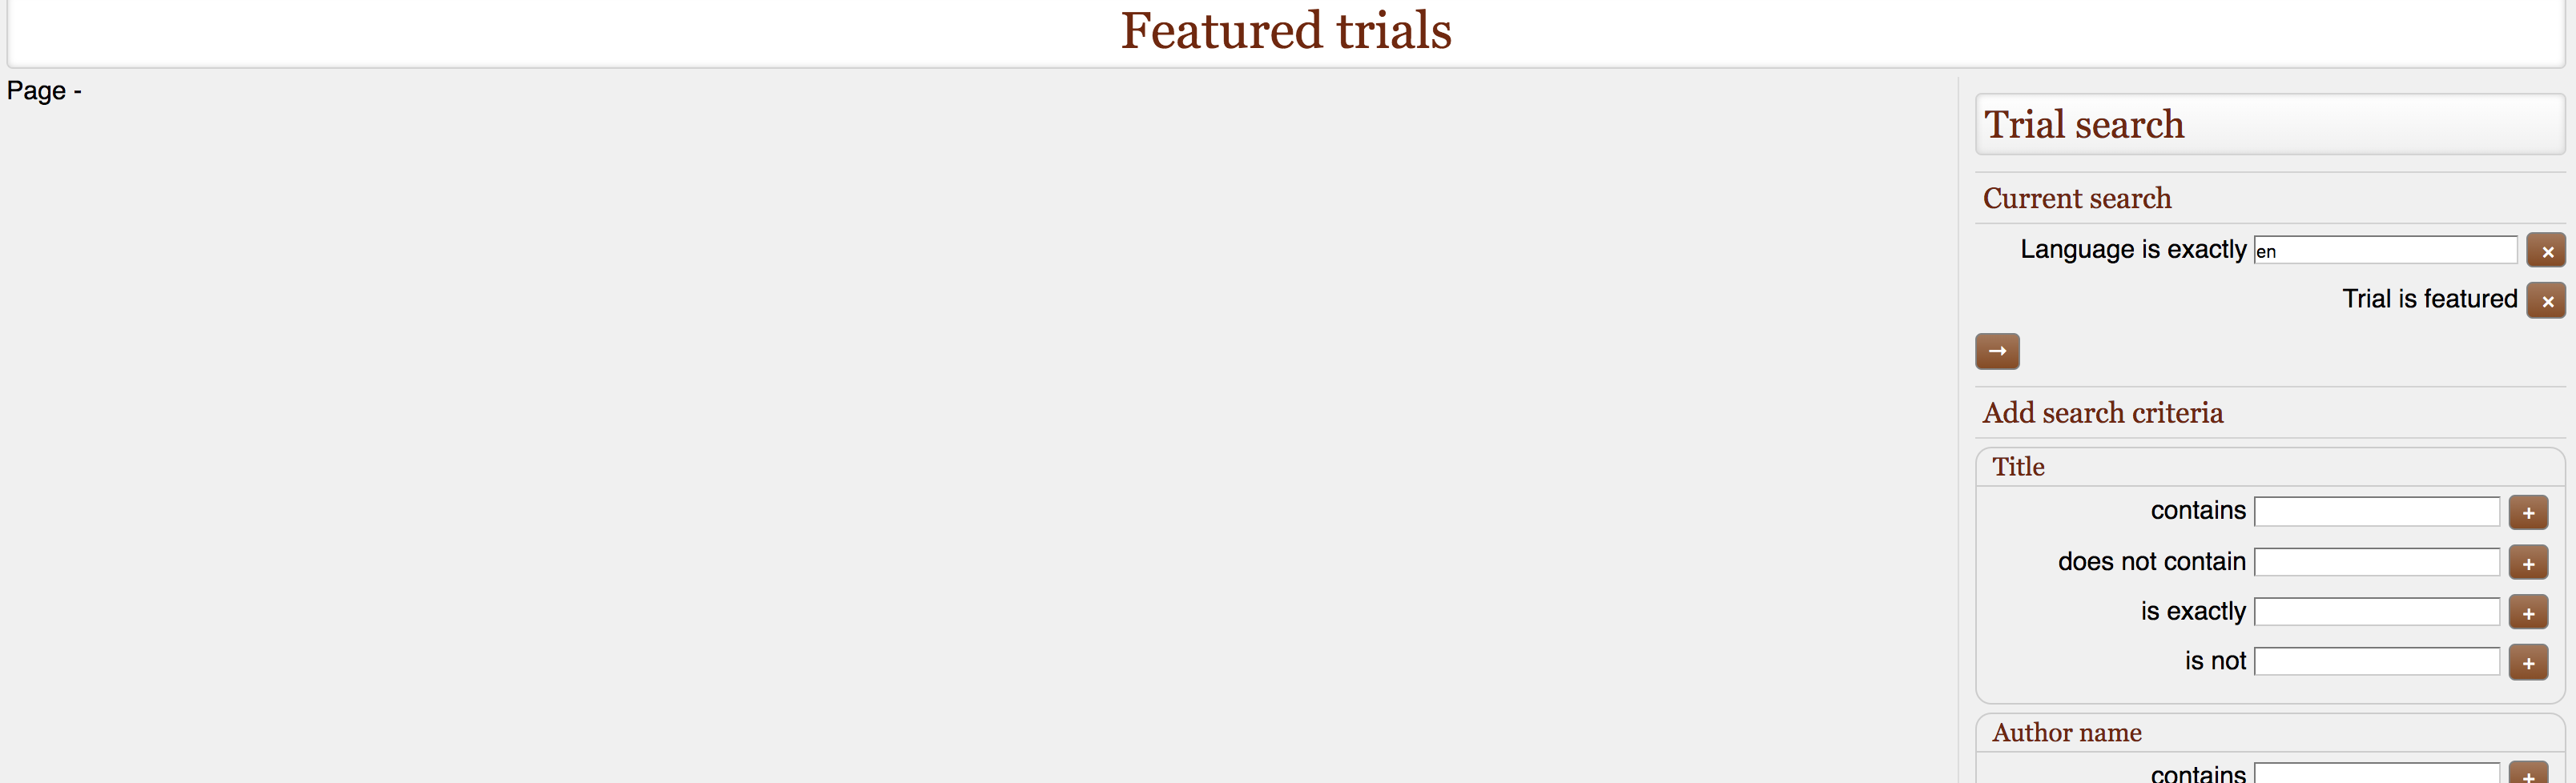 Featured trials
Page -
Trial search
Current search
Language is exactly en ×
Trial is featured ×
→
Add search criteria
Title
contains +
does not contain +
is exactly +
is not +
Author name
contains +